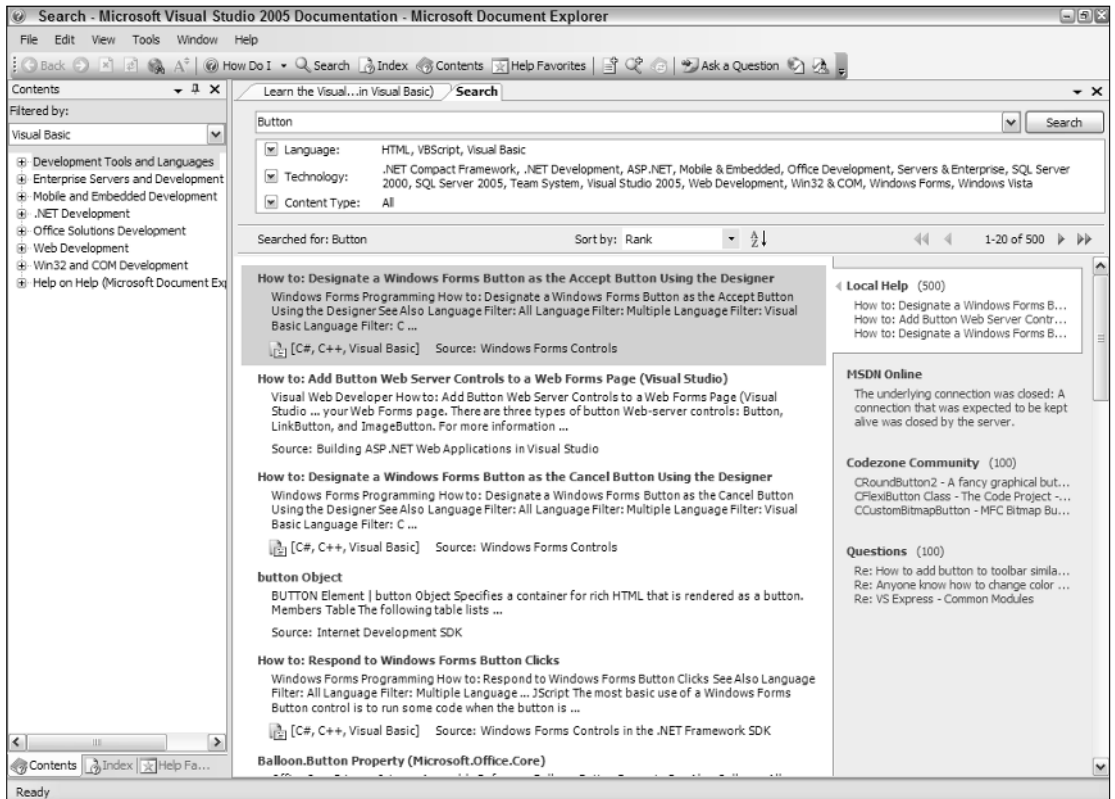 Search - Microsoft Visual Studio 2005 Documentation - Microsoft Document Explorer
File Edit View Tools Window Help
Back How Do I Search Index Contents Help Favorites Ask a Question
Contents
Filtered by:
Visual Basic
Development Tools and Languages
Enterprise Servers and Development
Mobile and Embedded Development
.NET Development
Office Solutions Development
Web Development
Win32 and COM Development
Help on Help (Microsoft Document Exp
Contents Index Help Fa...
Learn the Visual...in Visual Basic) Search
Button Search
Language: HTML, VBScript, Visual Basic
Technology: .NET Compact Framework, .NET Development, ASP.NET, Mobile & Embedded, Office Development, Servers & Enterprise, SQL Server
2000, SQL Server 2005, Team System, Visual Studio 2005, Web Development, Win32 & COM, Windows Forms, Windows Vista
Content Type: All
Searched for: Button Sort by: Rank 1-20 of 500
How to: Designate a Windows Forms Button as the Accept Button Using the Designer
Windows Forms Programming How to: Designate a Windows Forms Button as the Accept Button
Using the Designer See Also Language Filter: All Language Filter: Multiple Language Filter: Visual
Basic Language Filter: C ...
[C#, C++, Visual Basic] Source: Windows Forms Controls
How to: Add Button Web Server Controls to a Web Forms Page (Visual Studio)
Visual Web Developer How to: Add Button Web Server Controls to a Web Forms Page (Visual
Studio ... your Web Forms page. There are three types of button Web-server controls: Button,
LinkButton, and ImageButton. For more information ...
Source: Building ASP.NET Web Applications in Visual Studio
How to: Designate a Windows Forms Button as the Cancel Button Using the Designer
Windows Forms Programming How to: Designate a Windows Forms Button as the Cancel Button
Using the Designer See Also Language Filter: All Language Filter: Multiple Language Filter: Visual
Basic Language Filter: C ...
[C#, C++, Visual Basic] Source: Windows Forms Controls
button Object
BUTTON Element | button Object Specifies a container for rich HTML that is rendered as a button.
Members Table The following table lists ...
Source: Internet Development SDK
How to: Respond to Windows Forms Button Clicks
Windows Forms Programming How to: Respond to Windows Forms Button Clicks See Also Language
Filter: All Language Filter: Multiple Language ... JScript The most basic use of a Windows Forms
Button control is to run some code when the button is ...
[C#, C++, Visual Basic] Source: Windows Forms Controls in the .NET Framework SDK
Balloon.Button Property (Microsoft.Office.Core)
Local Help (500)
How to: Designate a Windows Forms B...
How to: Add Button Web Server Contr...
How to: Designate a Windows Forms B...
MSDN Online
The underlying connection was closed: A
connection that was expected to be kept
alive was closed by the server.
Codezone Community (100)
CRoundButton2 - A fancy graphical but...
CFlexiButton Class - The Code Project -...
CCustomBitmapButton - MFC Bitmap Bu...
Questions (100)
Re: How to add button to toolbar simila...
Re: Anyone know how to change color ...
Re: VS Express - Common Modules
Ready